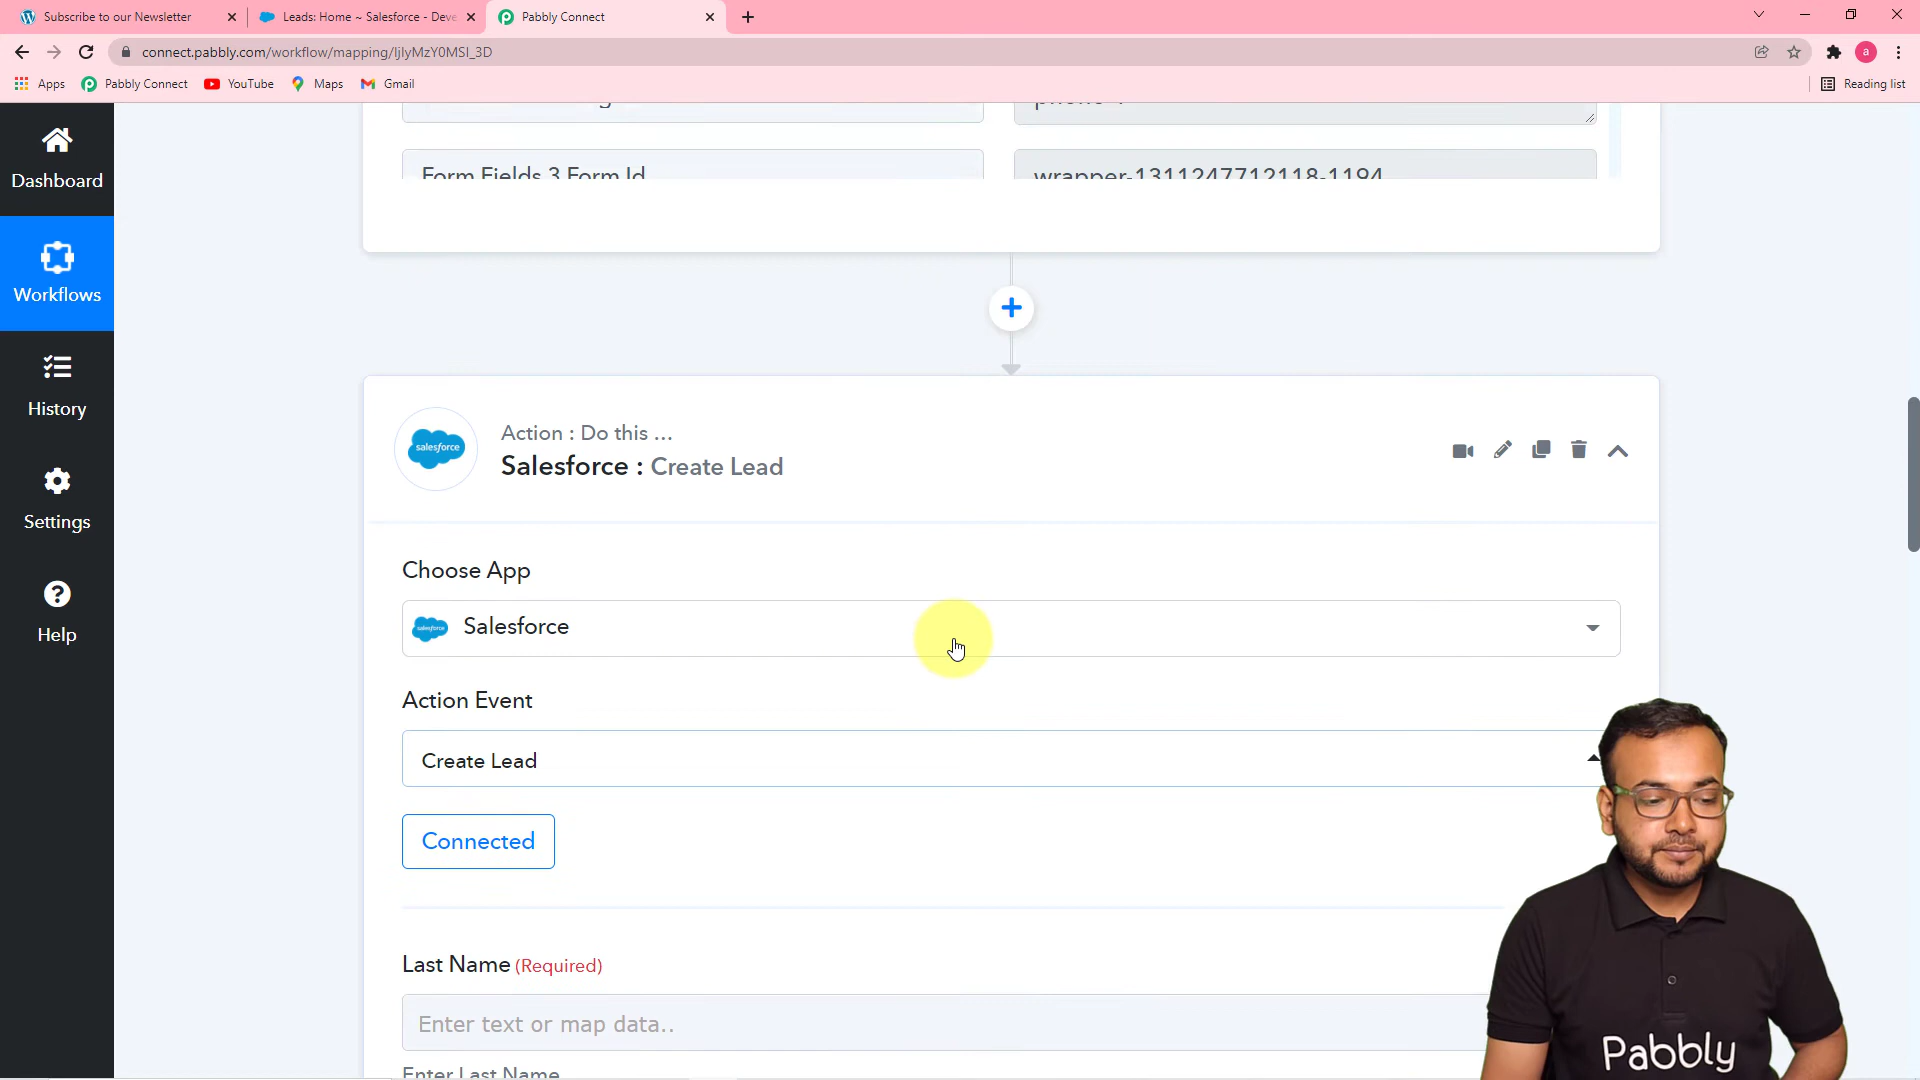 Subscribe to our Newsletter
Leads: Home ~ Salesforce - Deve
Pabbly Connect
connect.pabbly.com/workflow/mapping/IjIyMzY0MSI_3D
a
Apps
Pabbly Connect
YouTube
Maps
Gmail
Reading list
Dashboard
Workflows
History
Settings
Help
Form Fields 3 Form Id
wrapper-1311247712118-1194
salesforce
Action : Do this ...
Salesforce : Create Lead
Choose App
salesforce
Salesforce
Action Event
Create Lead
Connected
Last Name (Required)
Enter text or map data..
Enter Last Name
Pabbly